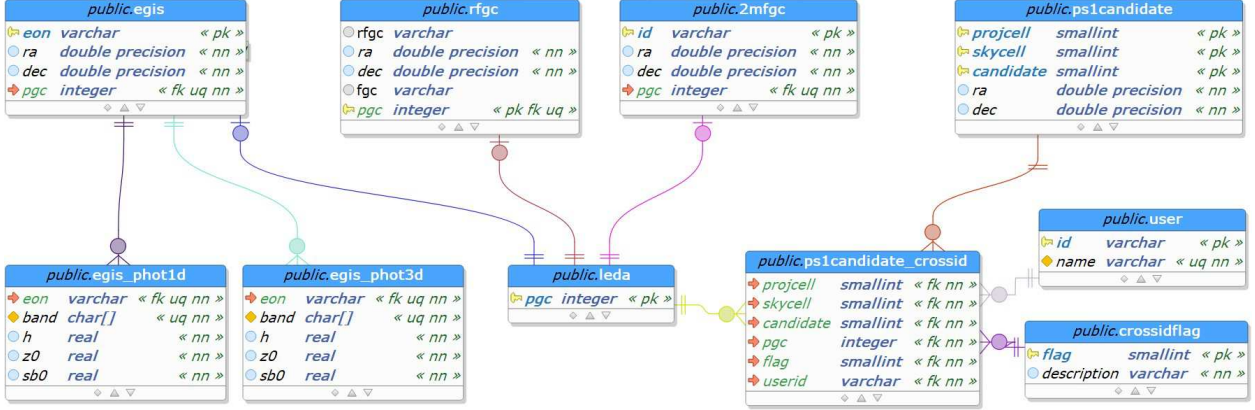 public.egis
eon varchar « pk »
ra double precision « nn »
dec double precision « nn »
pgc integer « fk uq nn »
public.rfgc
rfgc varchar
ra double precision « nn »
dec double precision « nn »
fgc varchar
pgc integer « pk fk uq »
public.2mfgc
id varchar « pk »
ra double precision « nn »
dec double precision « nn »
pgc integer « fk uq nn »
public.ps1candidate
projcell smallint « pk »
skycell smallint « pk »
candidate smallint « pk »
ra double precision « nn »
dec double precision « nn »
public.egis_phot1d
eon varchar « fk uq nn »
band char[] « uq nn »
h real « nn »
z0 real « nn »
sb0 real « nn »
public.egis_phot3d
eon varchar « fk uq nn »
band char[] « uq nn »
h real « nn »
z0 real « nn »
sb0 real « nn »
public.leda
pgc integer « pk »
public.ps1candidate_crossid
projcell smallint « fk nn »
skycell smallint « fk nn »
candidate smallint « fk nn »
pgc integer « fk nn »
flag smallint « fk nn »
userid varchar « fk nn »
public.user
id varchar « pk »
name varchar « uq nn »
public.crossidflag
flag smallint « pk »
description varchar « nn »